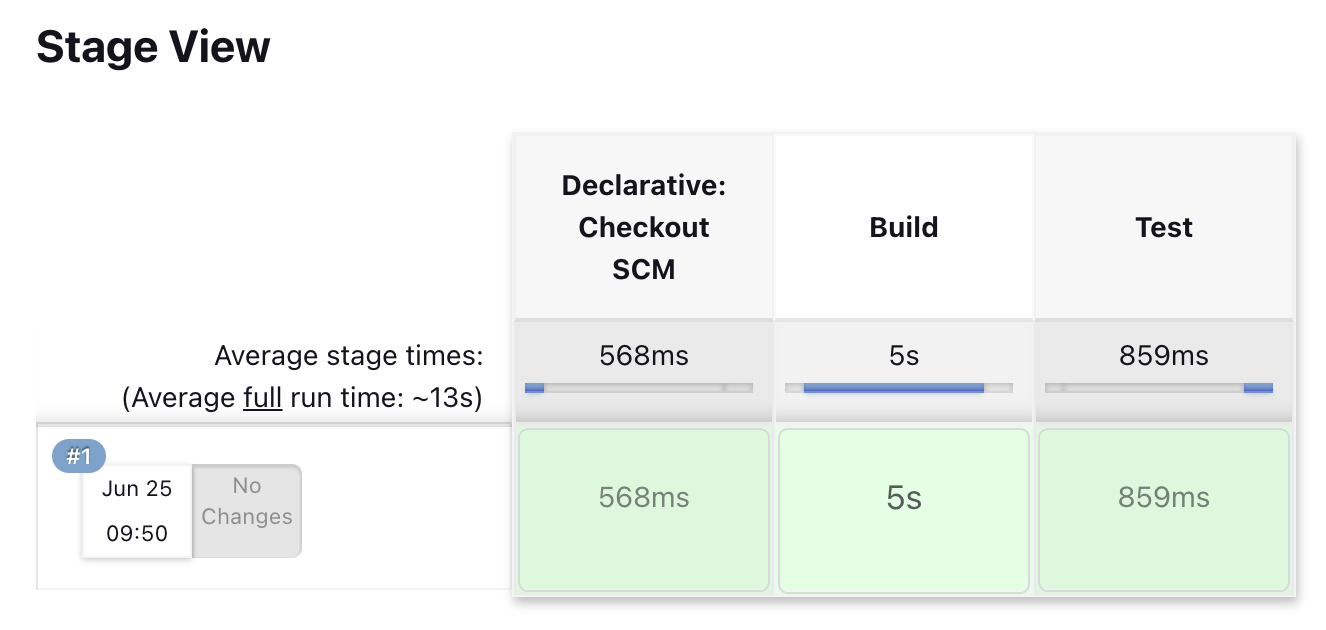 Stage View
Declarative:
Checkout
SCM
Build
Test
Average stage times:
(Average full run time: ~13s)
568ms
5s
859ms
#1
Jun 25
09:50
No
Changes
568ms
5s
859ms